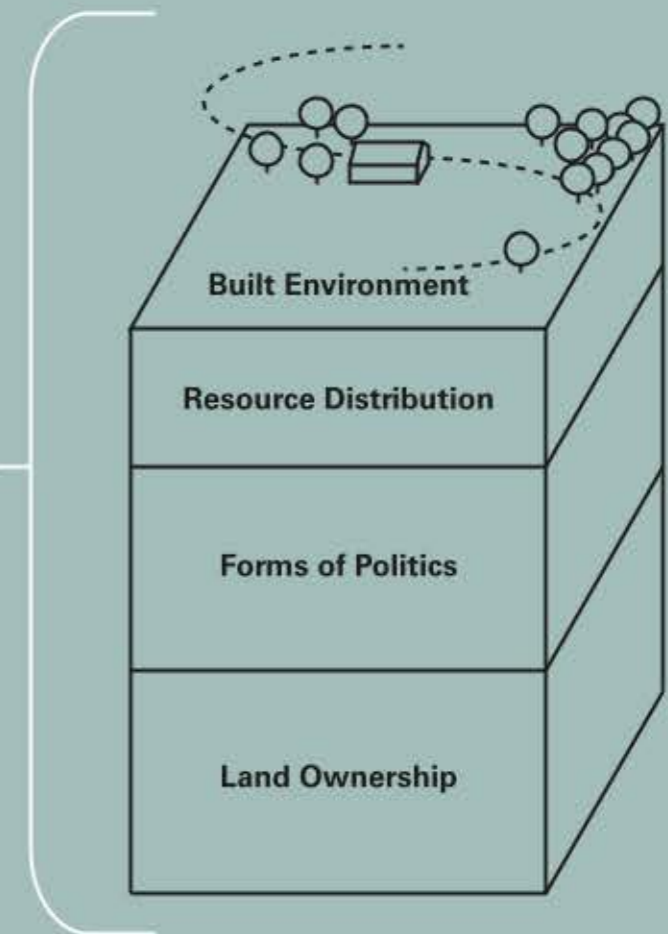 Built Environment
Resource Distribution
Forms of Politics
Land Ownership